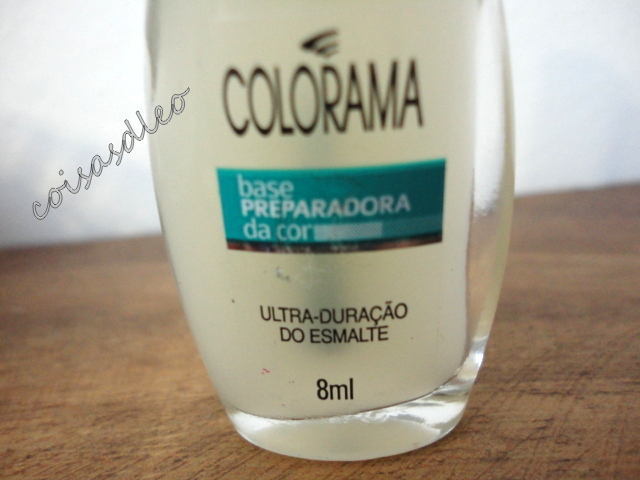 coisasdleo
COLORAMA
base
PREPARADORA
da cor
ULTRA-DURAÇÃO
DO ESMALTE
8ml